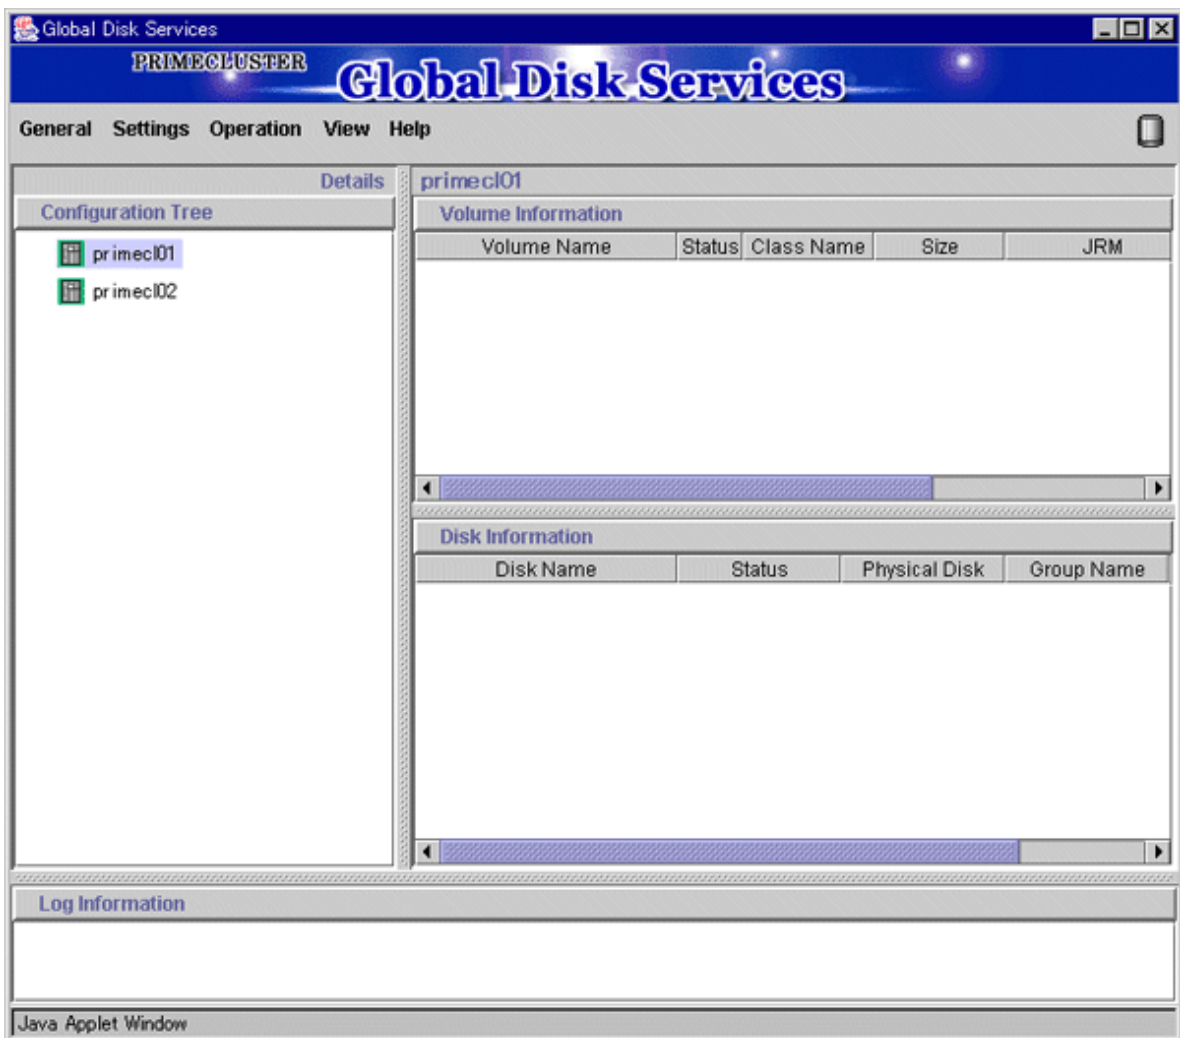 Global Disk Services
PRIMECLUSTER
Global Disk Services
General Settings Operation View Help
Details
Configuration Tree
primecl01
primecl02
primecl01
Volume Information
Volume Name Status Class Name Size JRM
Disk Information
Disk Name Status Physical Disk Group Name
Log Information
Java Applet Window